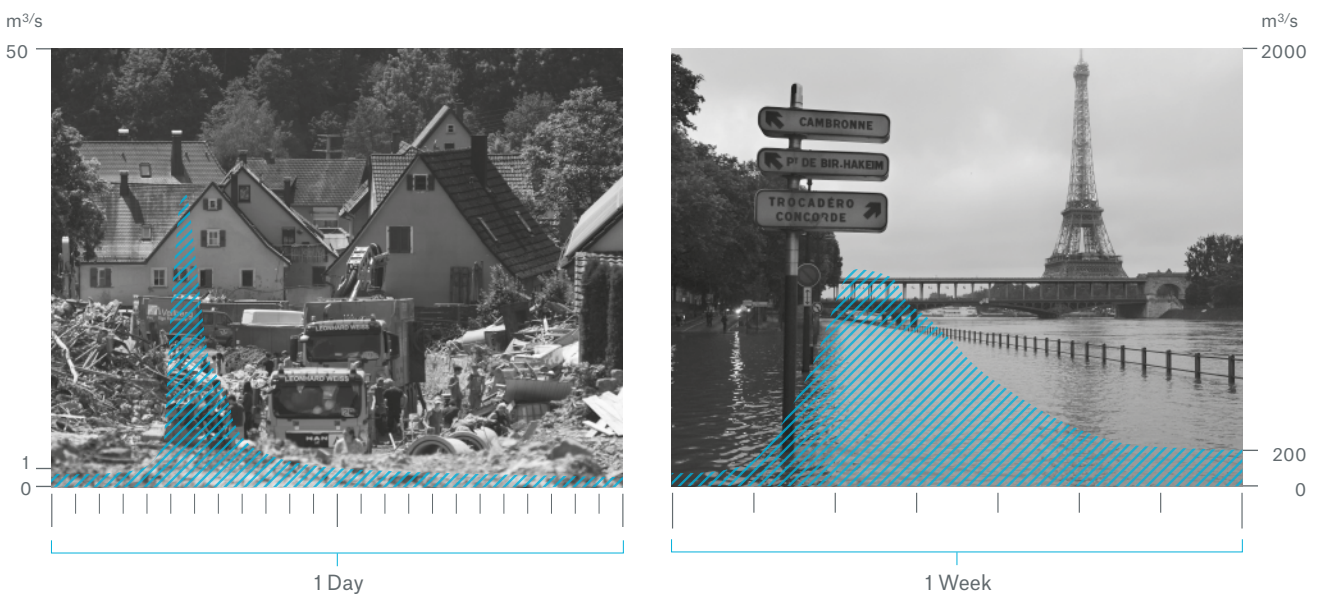 m³/s
50
1
0
Volberg
LEONHARD WEISS
LEONHARD WEISS
MAN
1 Day
CAMBRONNE
PT DE BIR-HAKEIM
TROCADÉRO
CONCORDE
m³/s
2000
200
0
1 Week